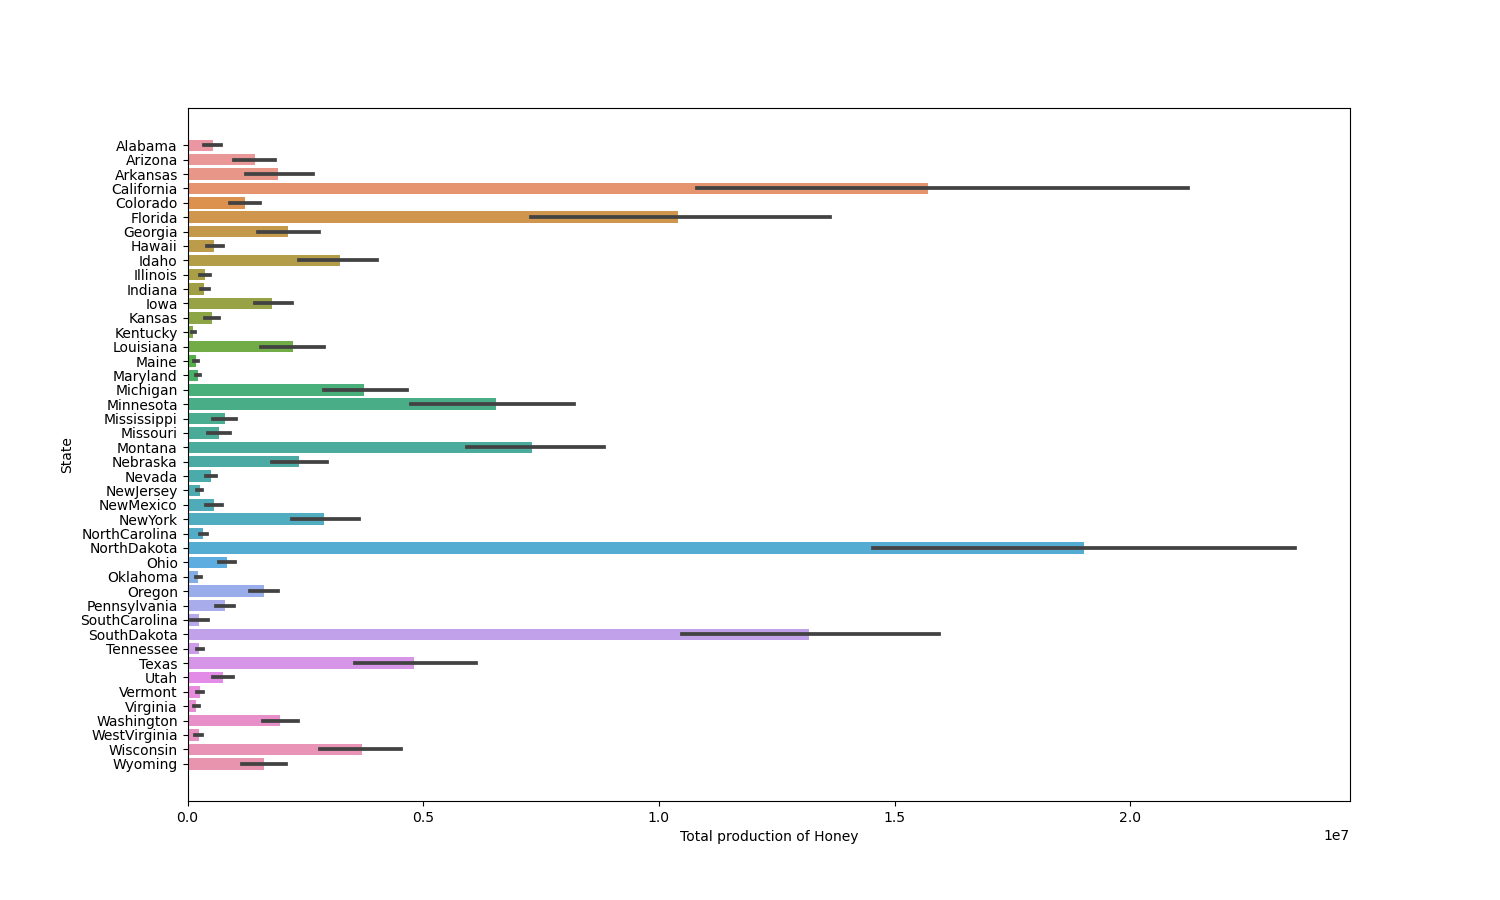 Alabama
Arizona
Arkansas
California
Colorado
Florida
Georgia
Hawaii
Idaho
Illinois
Indiana
Iowa
Kansas
Kentucky
Louisiana
Maine
Maryland
Michigan
Minnesota
Mississippi
Missouri
Montana
Nebraska
Nevada
NewJersey
NewMexico
NewYork
NorthCarolina
NorthDakota
Ohio
Oklahoma
Oregon
Pennsylvania
SouthCarolina
SouthDakota
Tennessee
Texas
Utah
Vermont
Virginia
Washington
WestVirginia
Wisconsin
Wyoming
State
0.0 0.5 1.0 1.5 2.0
Total production of Honey
1e7